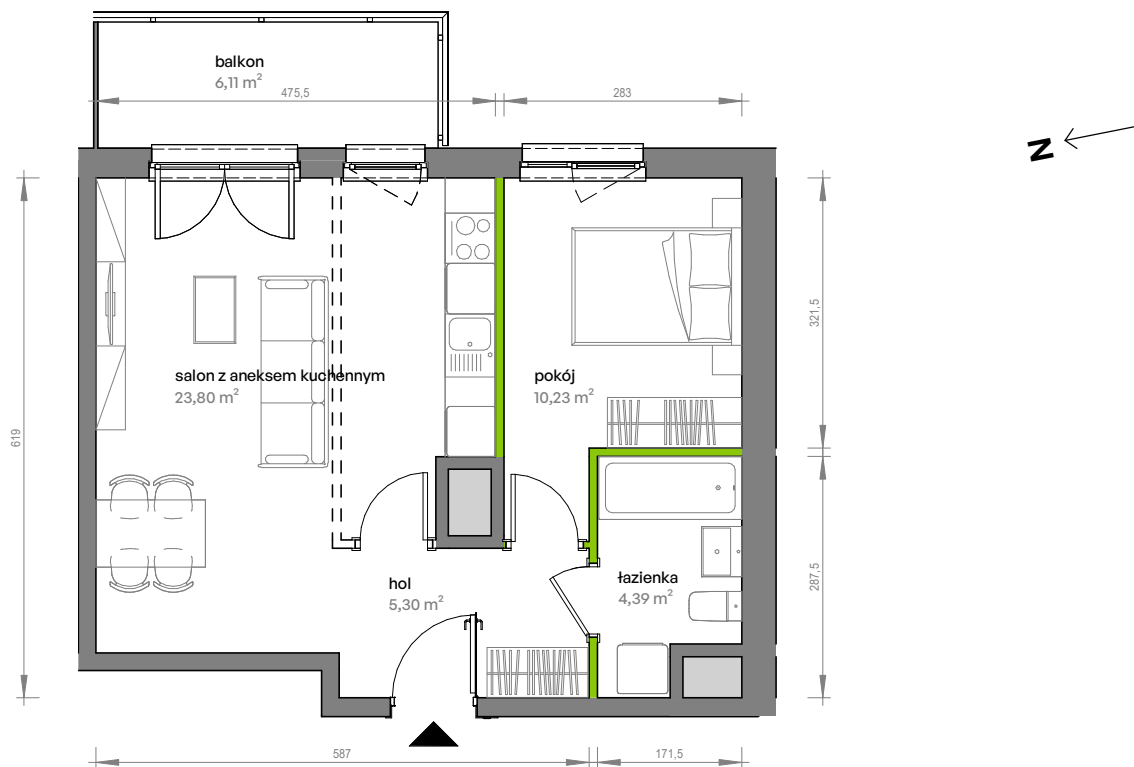 balkon
6,11 m²
475,5
283
N
321,5
619
salon z aneksem kuchennym
23,80 m²
pokój
10,23 m²
hol
5,30 m²
łazienka
4,39 m²
287,5
587
171,5